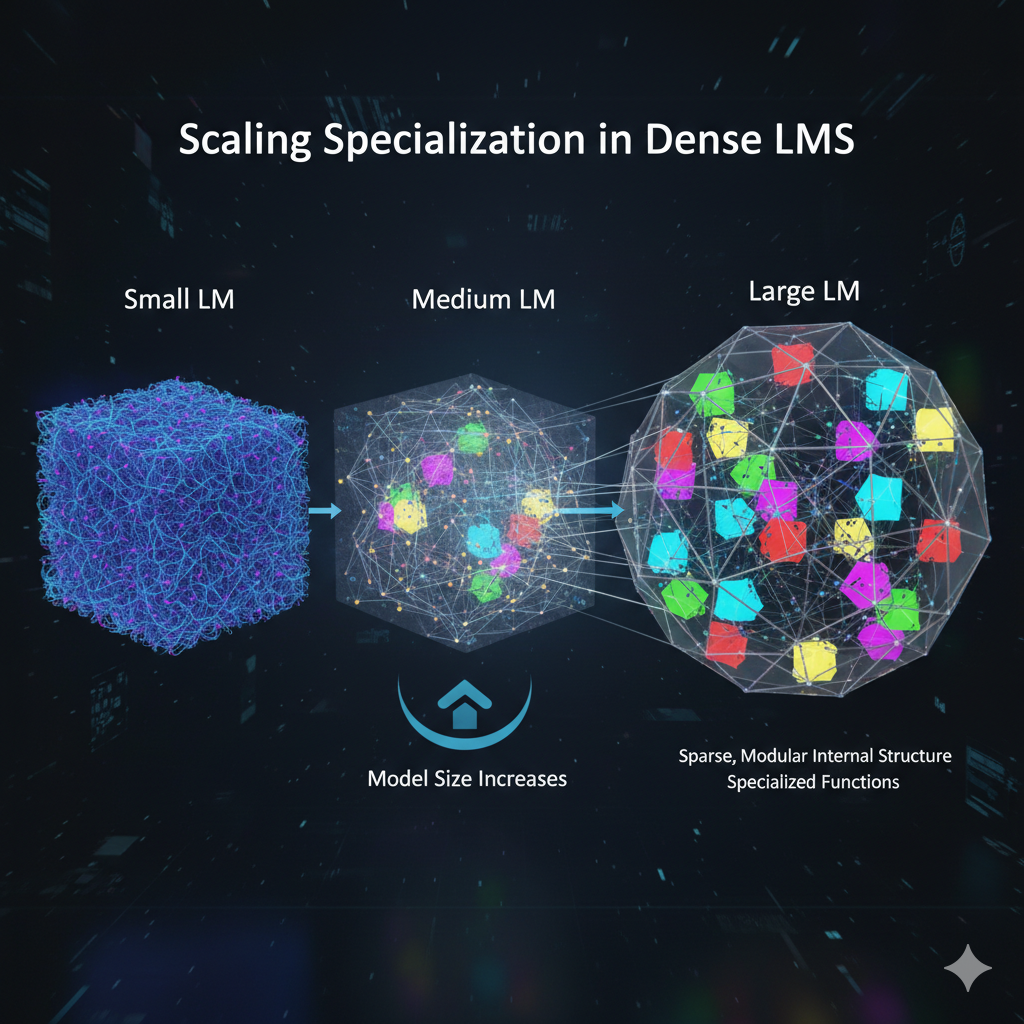 Scaling Specialization in Dense LMS
Small LM
Medium LM
Large LM
Model Size Increases
Sparse, Modular Internal Structure
Specialized Functions